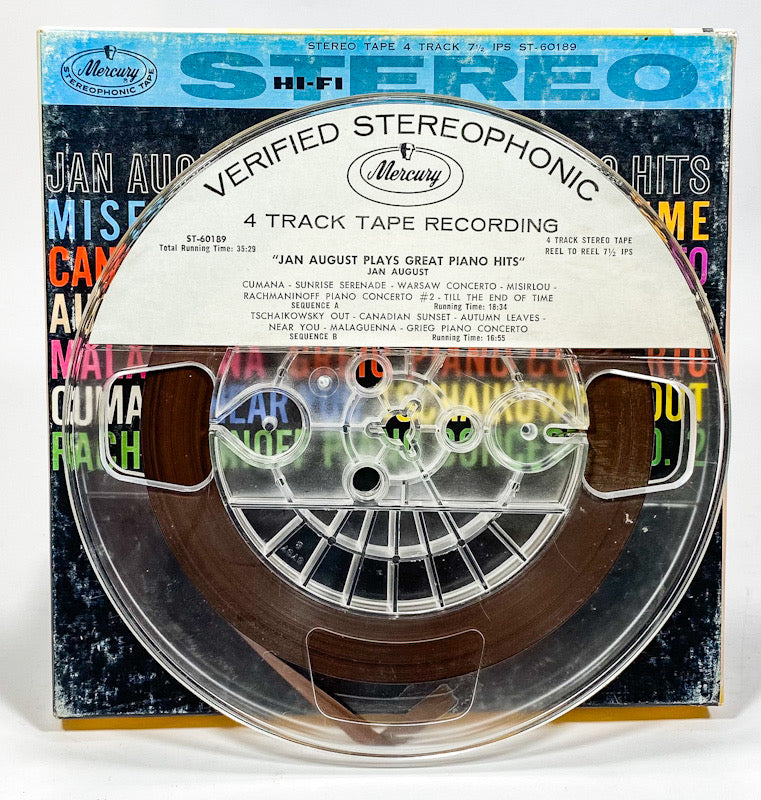 STEREO TAPE 4 TRACK 7½ IPS ST-60189
Mercury
STEREOPHONIC TAPE
STEREO
HI-FI
JAN AUG HITS
VERIFIED STEREOPHONIC
Mercury
4 TRACK TAPE RECORDING
ST-60189
Total Running Time: 35:29
4 TRACK STEREO TAPE
REEL TO REEL 7½ IPS
"JAN AUGUST PLAYS GREAT PIANO HITS"
JAN AUGUST
CUMANA - SUNRISE SERENADE - WARSAW CONCERTO - MISIRLOU -
RACHMANINOFF PIANO CONCERTO #2 - TILL THE END OF TIME
SEQUENCE A Running Time: 18:34
TSCHAIKOWSKY OUT - CANADIAN SUNSET - AUTUMN LEAVES -
NEAR YOU - MALAGUENNA - GRIEG PIANO CONCERTO
SEQUENCE B Running Time: 16:55